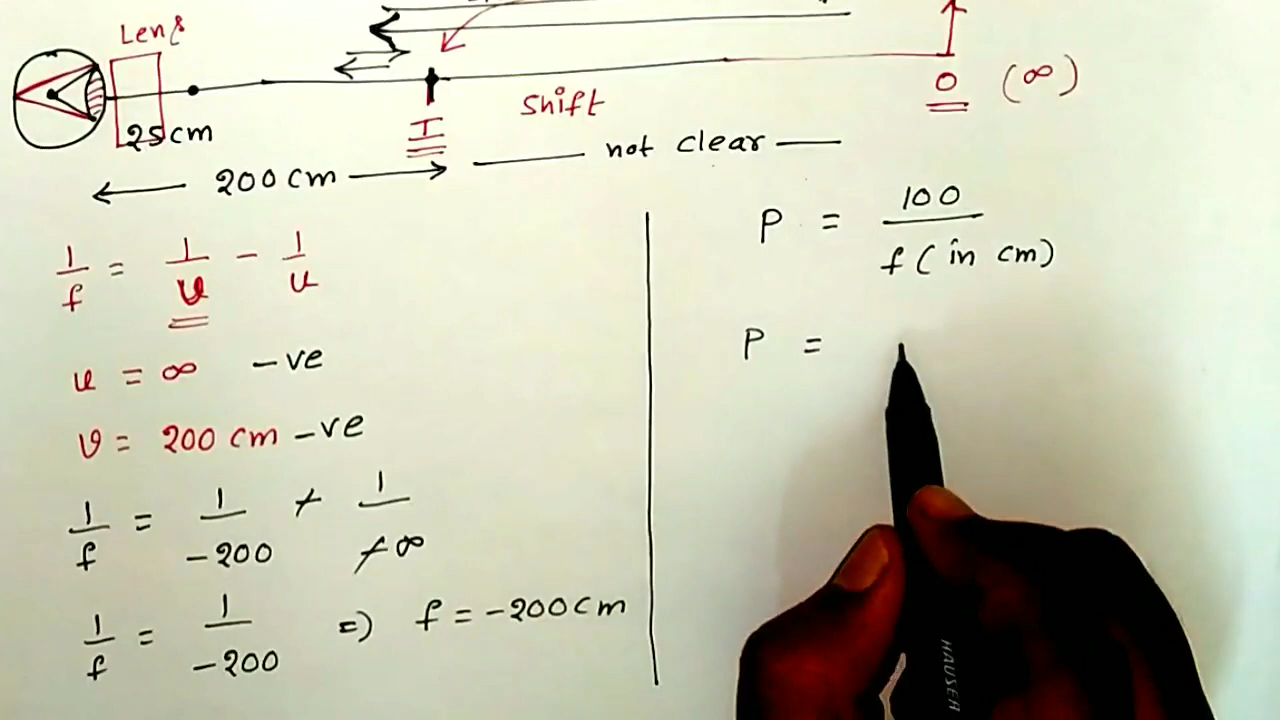 Lens
25cm
I
Shift
O (∞)
200 cm
not clear
1/f = 1/v - 1/u
u = ∞ -ve
v = 200 cm -ve
1/f = 1/-200 + 1/+∞
1/f = 1/-200 => f = -200cm
P = 100/f (in cm)
P =
HAUSER